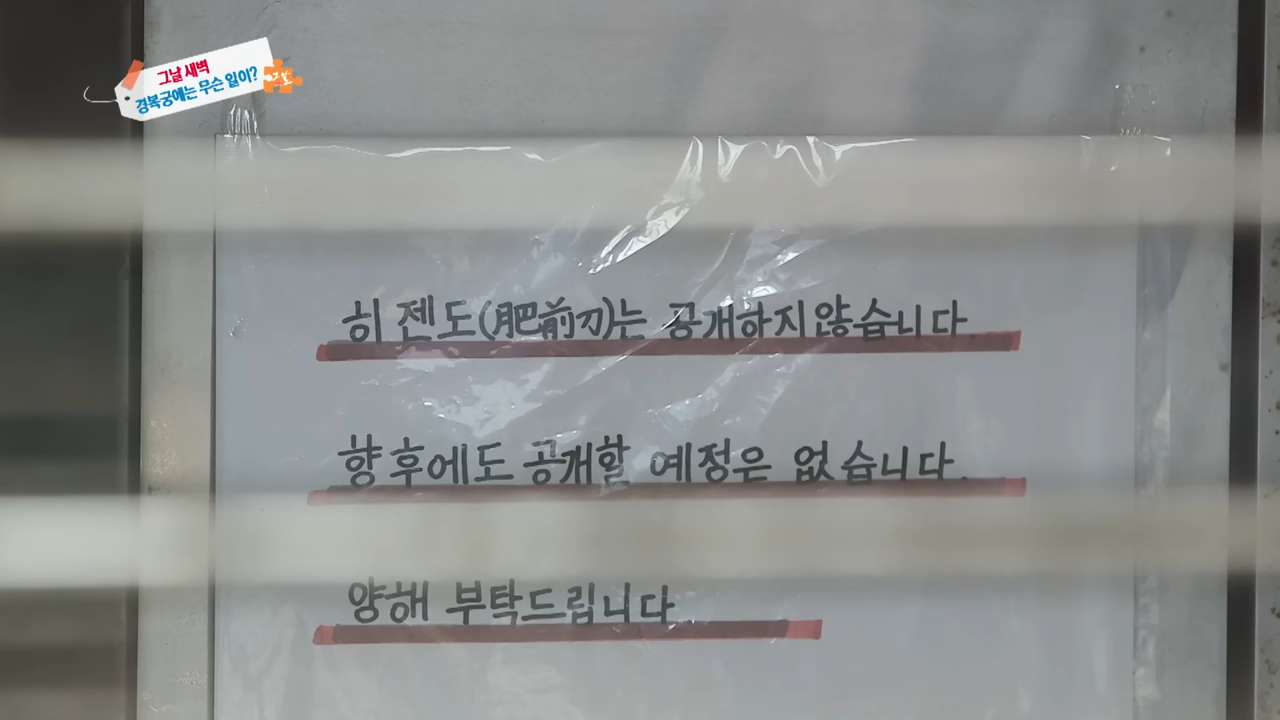 그날 새벽
경복궁에는 무슨 일이?
히젠도(肥前刀)는 공개하지않습니다.
향후에도 공개할 예정은 없습니다.
양해 부탁드립니다.